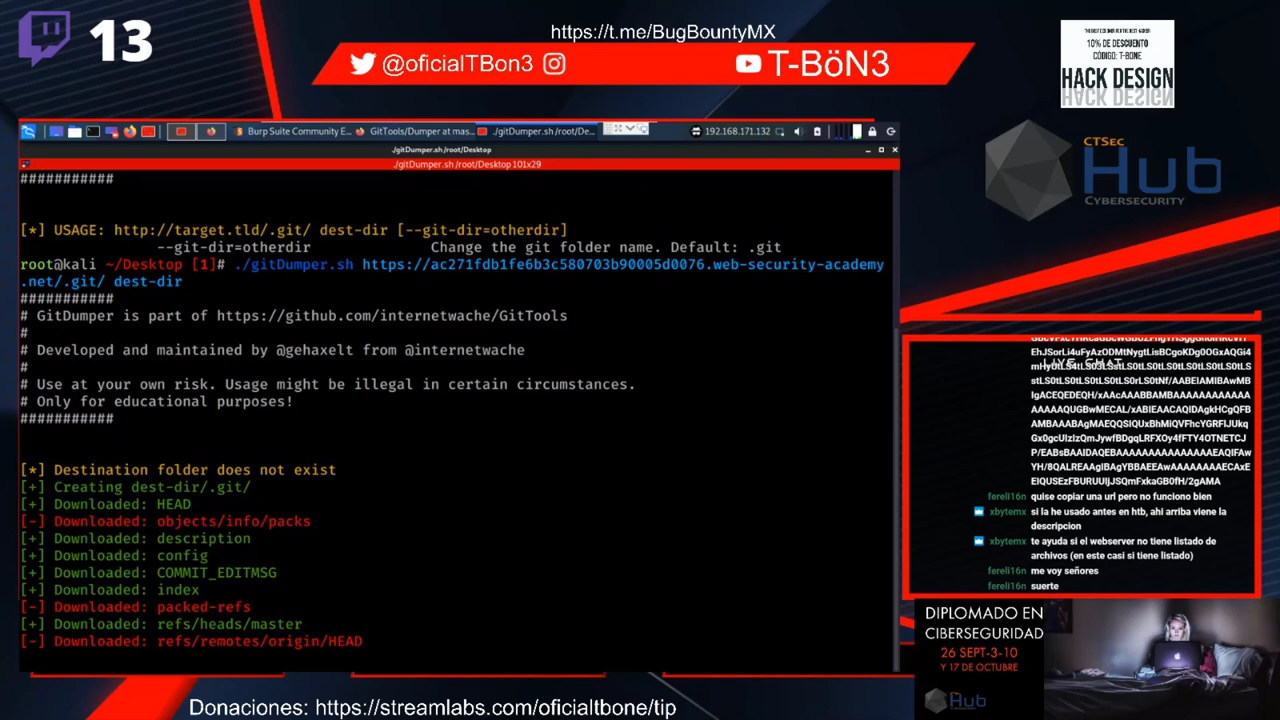 13
https://t.me/BugBountyMX
@oficialTBon3
T-BöN3
10% DE DESCUENTO
CÓDIGO: T-BONE
HACK DESIGN
CTSec
Hub
CYBERSECURITY
Burp Suite Community E...
GitTools/Dumper at mas...
./gitDumper.sh /root/De...
192.168.171.132
./gitDumper.sh /root/Desktop
./gitDumper.sh /root/Desktop 101x29
###########
[*] USAGE: http://target.tld/.git/ dest-dir [--git-dir=otherdir]
--git-dir=otherdir Change the git folder name. Default: .git
root@kali ~/Desktop [1]# ./gitDumper.sh https://ac271fdb1fe6b3c580703b90005d0076.web-security-academy
.net/.git/ dest-dir
###########
# GitDumper is part of https://github.com/internetwache/GitTools
#
# Developed and maintained by @gehaxelt from @internetwache
#
# Use at your own risk. Usage might be illegal in certain circumstances.
# Only for educational purposes!
###########
[*] Destination folder does not exist
[+] Creating dest-dir/.git/
[+] Downloaded: HEAD
[-] Downloaded: objects/info/packs
[+] Downloaded: description
[+] Downloaded: config
[+] Downloaded: COMMIT_EDITMSG
[+] Downloaded: index
[-] Downloaded: packed-refs
[+] Downloaded: refs/heads/master
[-] Downloaded: refs/remotes/origin/HEAD
LIVE CHAT
fereli16n quise copiar una url pero no funciono bien
xbytemx si la he usado antes en htb, ahi arriba viene la
descripcion
xbytemx te ayuda si el webserver no tiene listado de
archivos (en este casi si tiene listado)
fereli16n me voy señores
fereli16n suerte
DIPLOMADO EN
CIBERSEGURIDAD
26 SEPT-3-10
Y 17 DE OCTUBRE
Hub
Donaciones: https://streamlabs.com/oficialtbone/tip